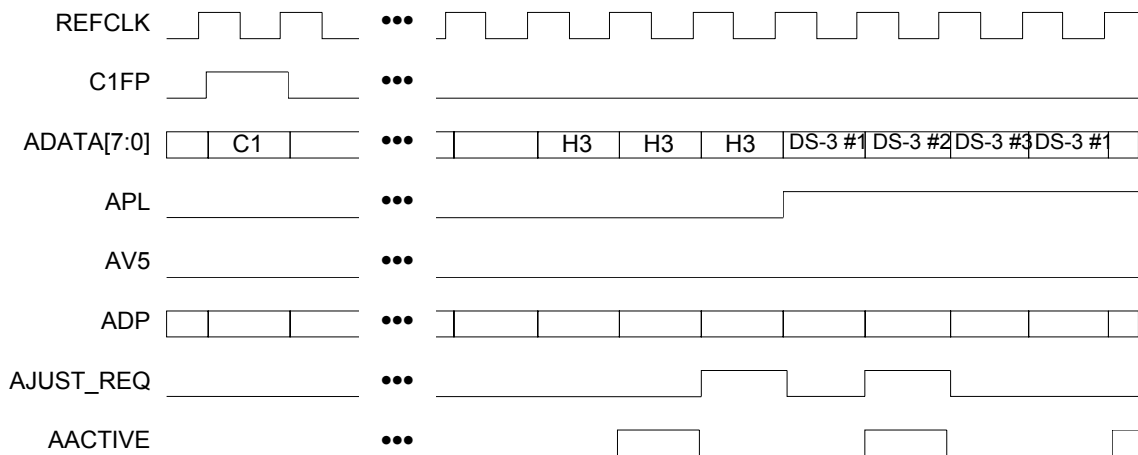 REFCLK •••
C1FP •••
ADATA[7:0] C1 ••• H3 H3 H3 DS-3 #1 DS-3 #2 DS-3 #3 DS-3 #1
APL •••
AV5 •••
ADP •••
AJUST_REQ •••
AACTIVE •••